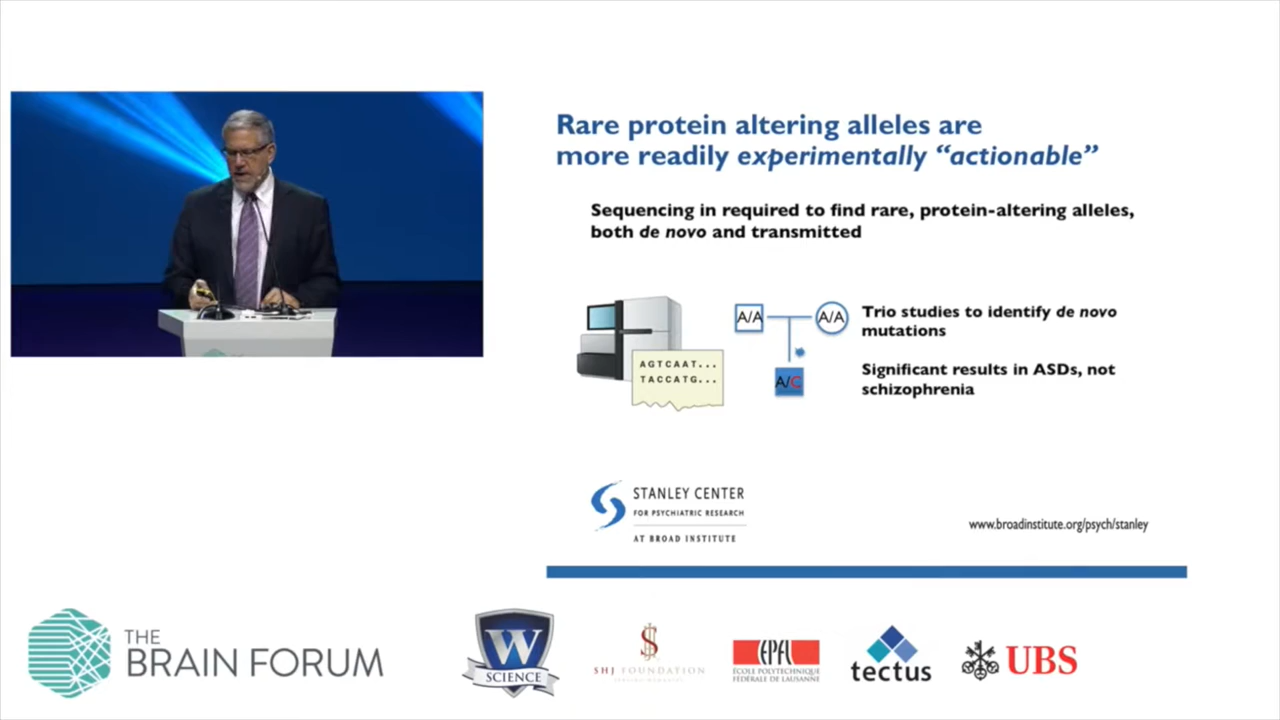 Rare protein altering alleles are
more readily experimentally “actionable”
Sequencing in required to find rare, protein-altering alleles,
both de novo and transmitted
AGTCAAT...
TACCATG...
A/A
A/A
A/C
Trio studies to identify de novo
mutations
Significant results in ASDs, not
schizophrenia
STANLEY CENTER
FOR PSYCHIATRIC RESEARCH
AT BROAD INSTITUTE
www.broadinstitute.org/psych/stanley
THE
BRAIN FORUM
W
SCIENCE
SHJ FOUNDATION
EPFL
ÉCOLE POLYTECHNIQUE
FÉDÉRALE DE LAUSANNE
tectus
UBS